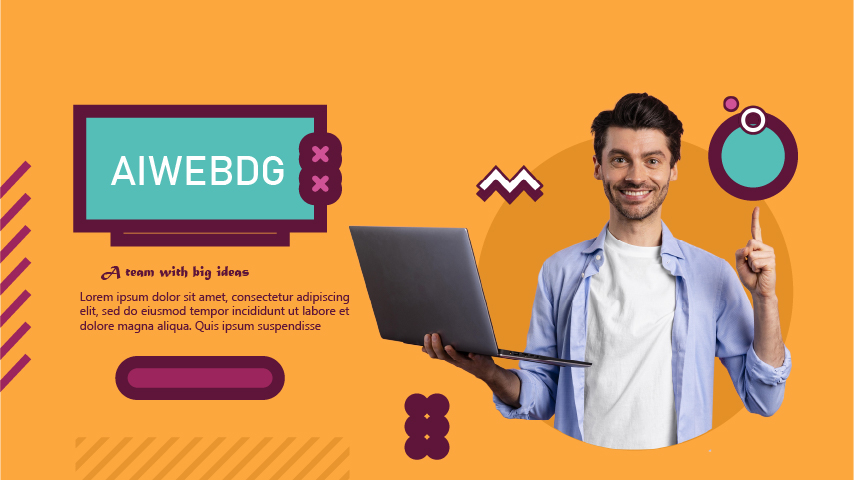 AIWEBDG
A team with big ideas
Lorem ipsum dolor sit amet, consectetur adipiscing
elit, sed do eiusmod tempor incididunt ut labore et
dolore magna aliqua. Quis ipsum suspendisse